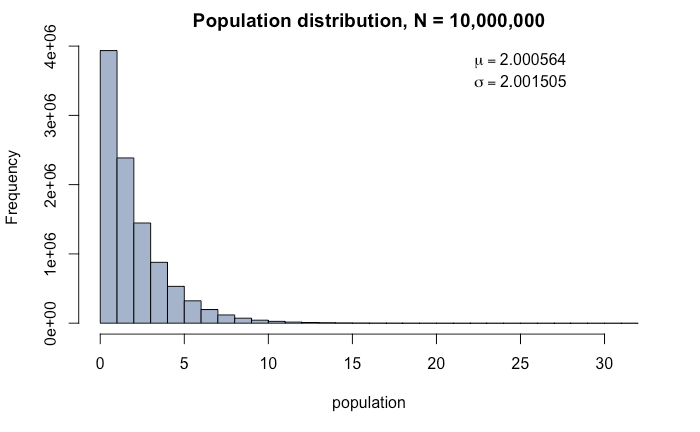 Population distribution, N = 10,000,000
μ = 2.000564
σ = 2.001505
Frequency
4e+06
3e+06
2e+06
1e+06
0e+00
0 5 10 15 20 25 30
population